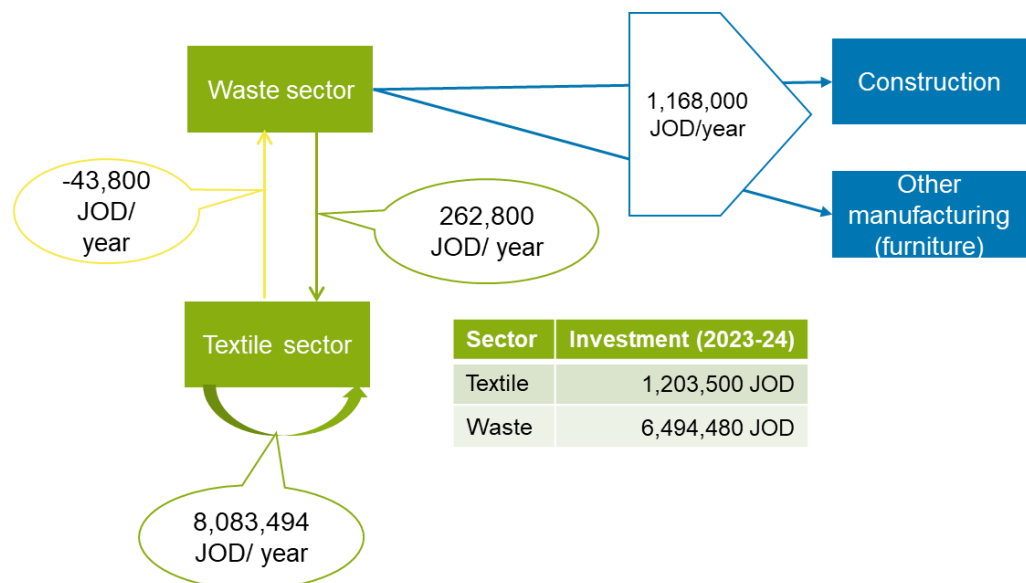 Waste sector
1,168,000
JOD/year
Construction
-43,800
JOD/
year
262,800
JOD/ year
Other
manufacturing
(furniture)
Textile sector
Sector Investment (2023-24)
Textile 1,203,500 JOD
Waste 6,494,480 JOD
8,083,494
JOD/ year